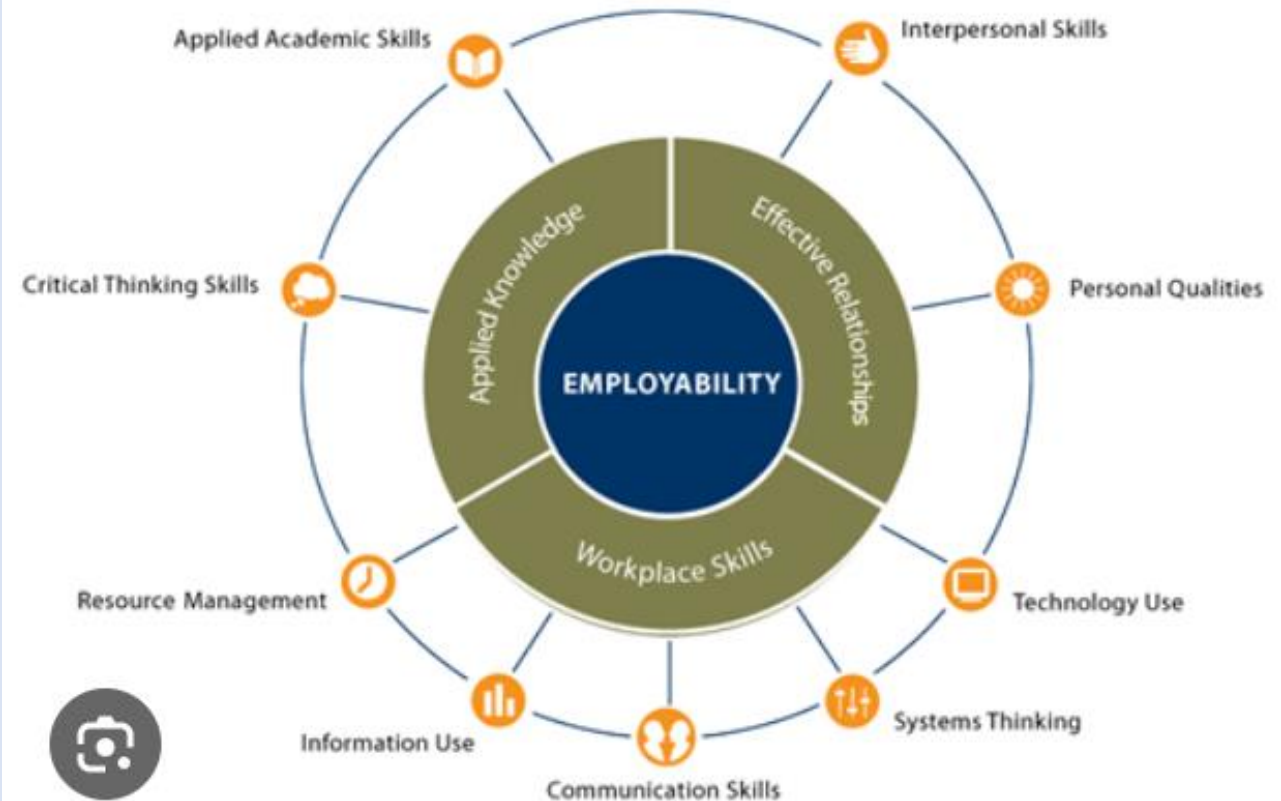 Applied Academic Skills
Interpersonal Skills
Applied Knowledge
Effective Relationships
Critical Thinking Skills
Personal Qualities
EMPLOYABILITY
Workplace Skills
Resource Management
Technology Use
Information Use
Systems Thinking
Communication Skills